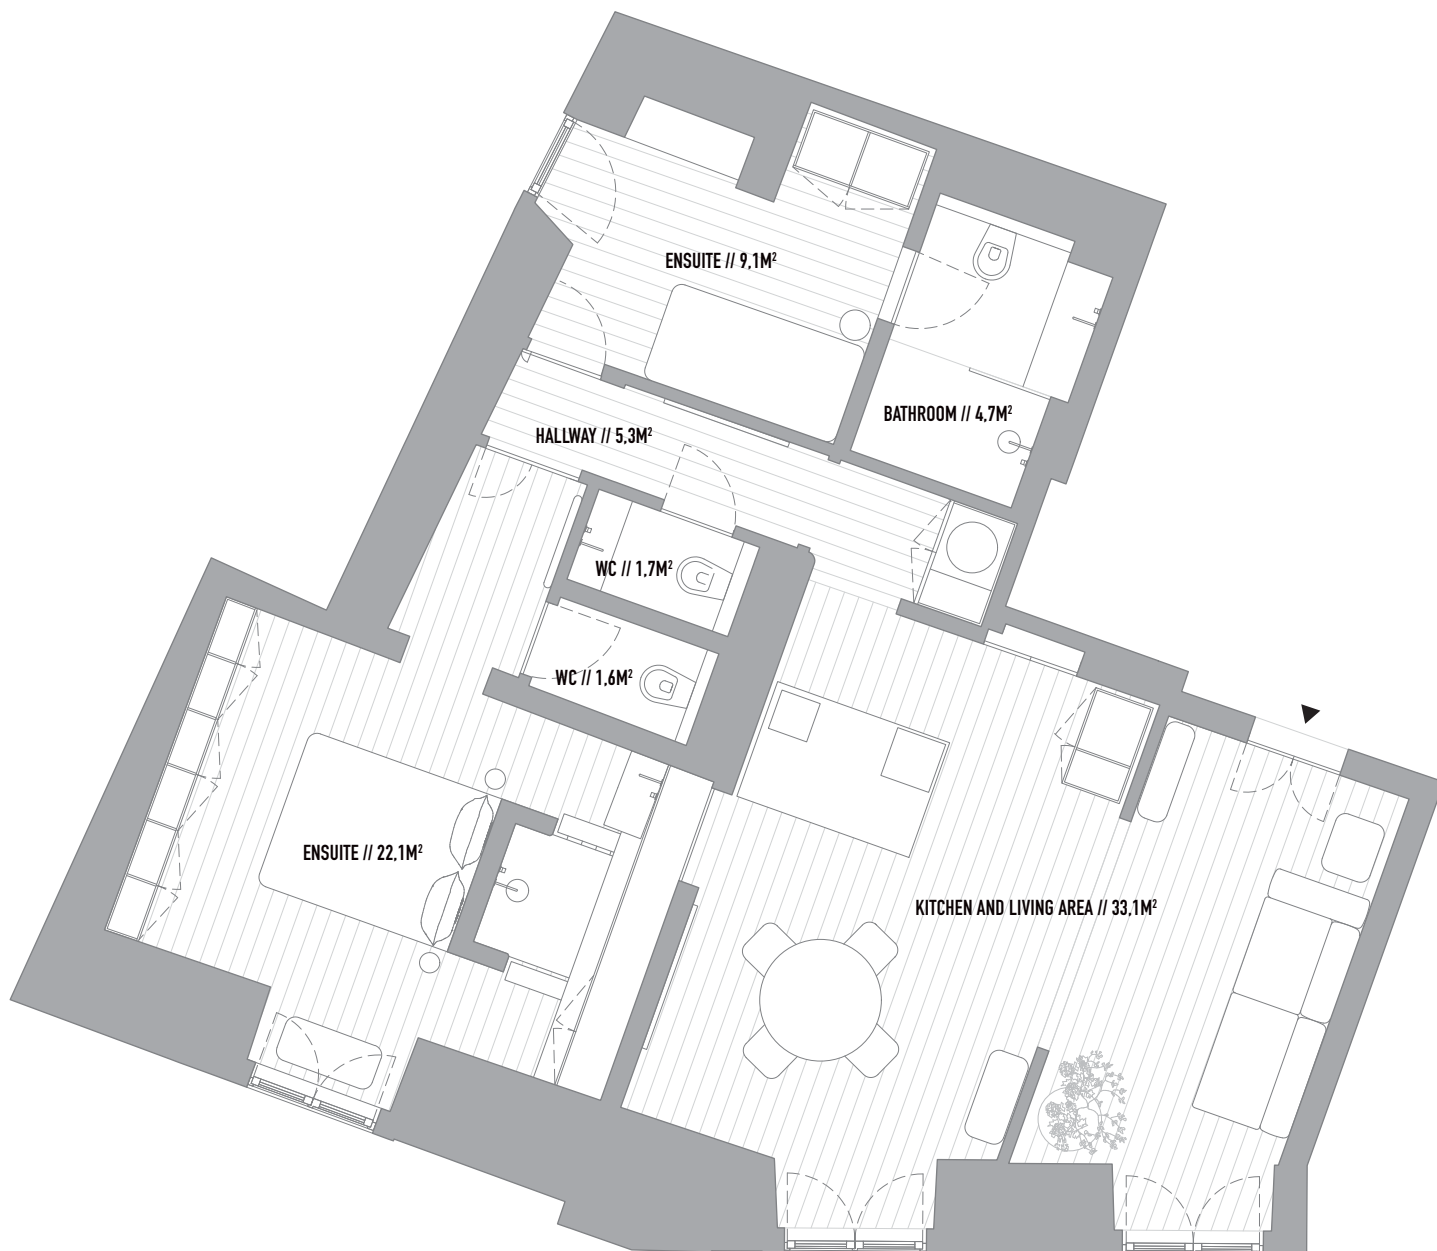 ENSUITE // 9,1M²
BATHROOM // 4,7M²
HALLWAY // 5,3M²
WC // 1,7M²
WC // 1,6M²
ENSUITE // 22,1M²
KITCHEN AND LIVING AREA // 33,1M²